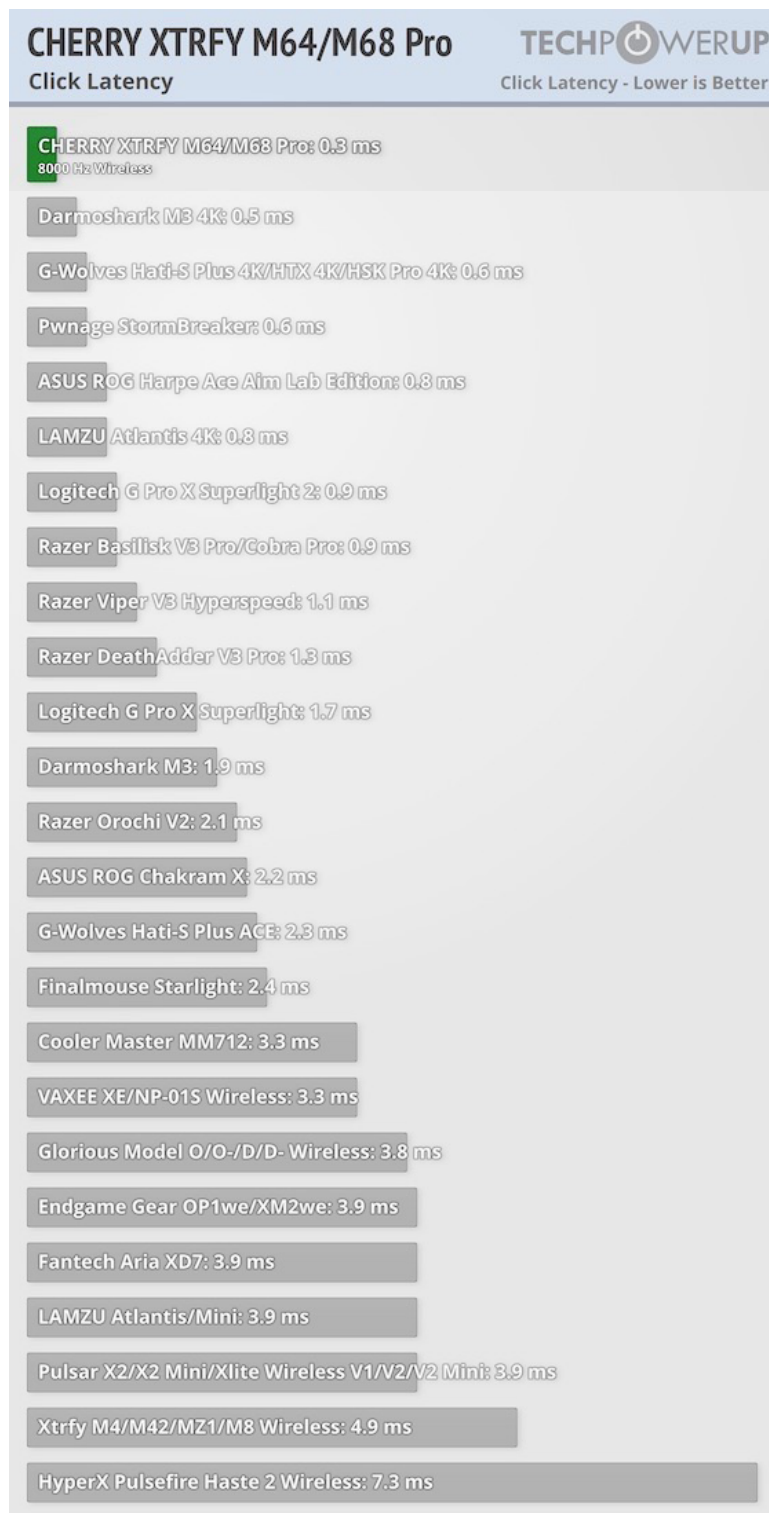 CHERRY XTRFY M64/M68 Pro
TECHPOWERUP
Click Latency
Click Latency - Lower is Better
CHERRY XTRFY M64/M68 Pro: 0.3 ms
8000 Hz Wireless
Darmoshark M3 4K: 0.5 ms
G-Wolves Hati-S Plus 4K/HTX 4K/HSK Pro 4K: 0.6 ms
Pwnage StormBreaker: 0.6 ms
ASUS ROG Harpe Ace Aim Lab Edition: 0.8 ms
LAMZU Atlantis 4K: 0.8 ms
Logitech G Pro X Superlight 2: 0.9 ms
Razer Basilisk V3 Pro/Cobra Pro: 0.9 ms
Razer Viper V3 Hyperspeed: 1.1 ms
Razer DeathAdder V3 Pro: 1.3 ms
Logitech G Pro X Superlight: 1.7 ms
Darmoshark M3: 1.9 ms
Razer Orochi V2: 2.1 ms
ASUS ROG Chakram X: 2.2 ms
G-Wolves Hati-S Plus ACE: 2.3 ms
Finalmouse Starlight: 2.4 ms
Cooler Master MM712: 3.3 ms
VAXEE XE/NP-01S Wireless: 3.3 ms
Glorious Model O/O-/D/D- Wireless: 3.8 ms
Endgame Gear OP1we/XM2we: 3.9 ms
Fantech Aria XD7: 3.9 ms
LAMZU Atlantis/Mini: 3.9 ms
Pulsar X2/X2 Mini/Xlite Wireless V1/V2/V2 Mini: 3.9 ms
Xtrfy M4/M42/MZ1/M8 Wireless: 4.9 ms
HyperX Pulsefire Haste 2 Wireless: 7.3 ms